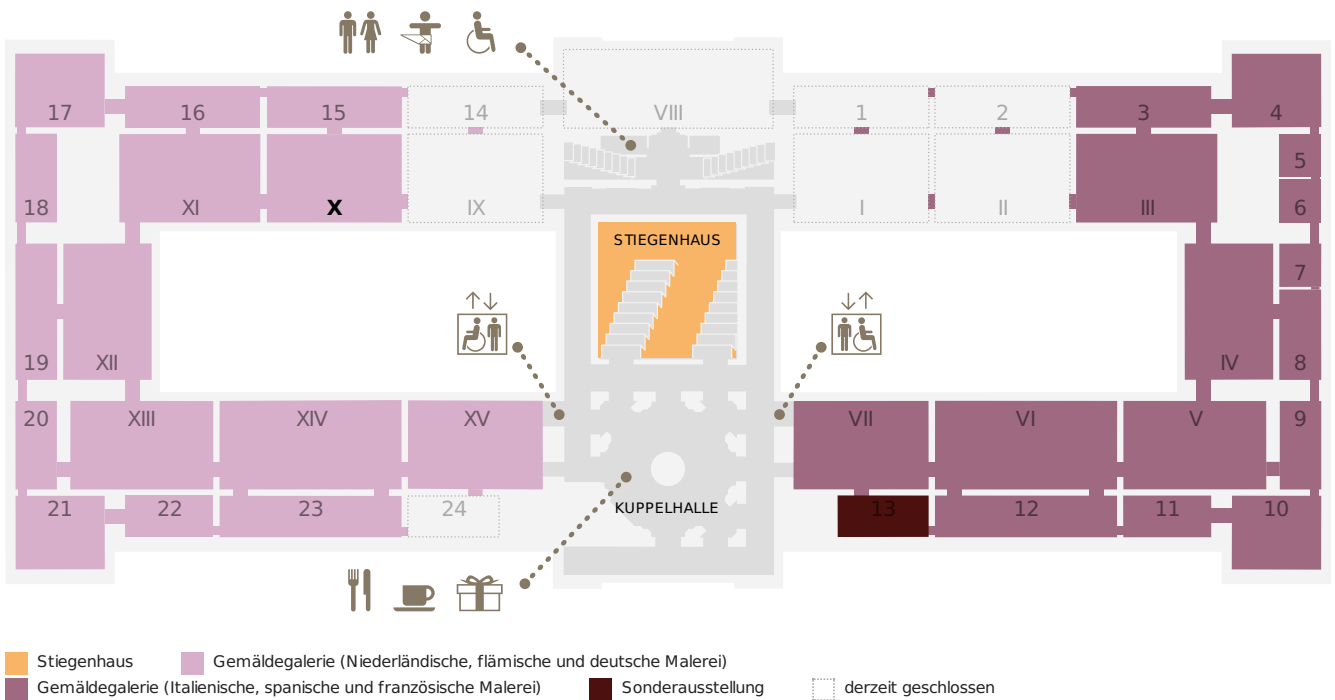 17 16 15 14 VIII 1 2 3 4
5
18 XI X IX I II III 6
STIEGENHAUS
7
19 XII IV 8
20 XIII XIV XV VII VI V 9
21 22 23 24 KUPPELHALLE 13 12 11 10
Stiegenhaus Gemäldegalerie (Niederländische, flämische und deutsche Malerei)
Gemäldegalerie (Italienische, spanische und französische Malerei) Sonderausstellung derzeit geschlossen